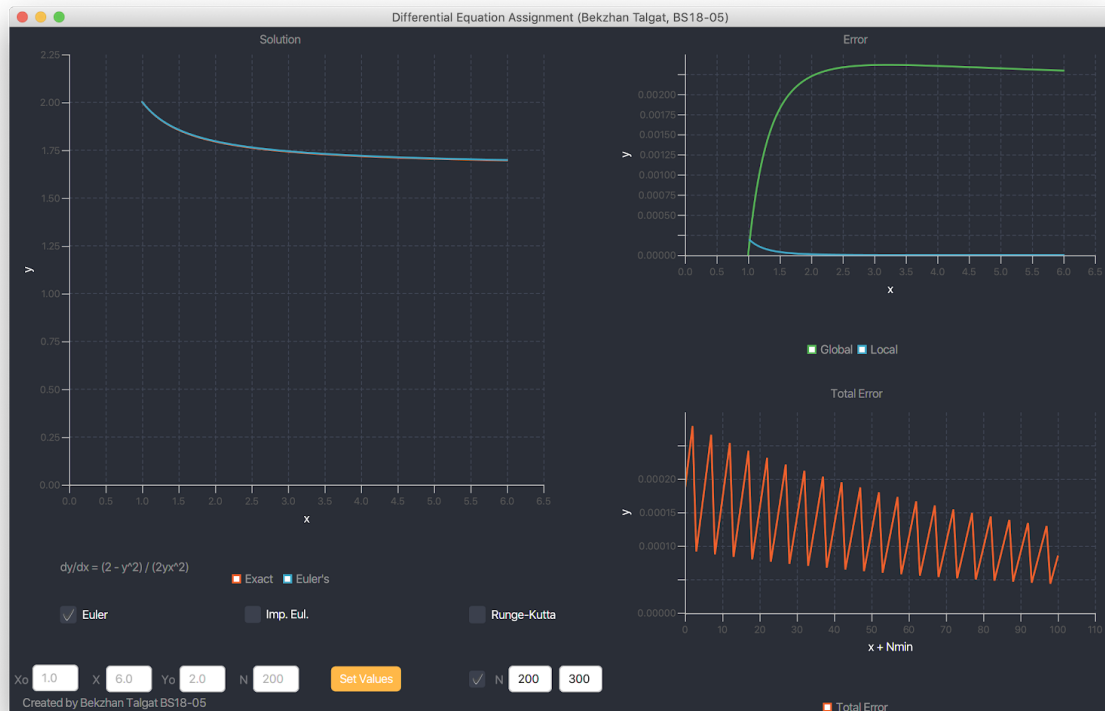 Differential Equation Assignment (Bekzhan Talgat, BS18-05)
Solution
2.25
2.00
1.75
1.50
1.25
1.00
0.75
0.50
0.25
0.00
y
0.0 0.5 1.0 1.5 2.0 2.5 3.0 3.5 4.0 4.5 5.0 5.5 6.0 6.5
x
dy/dx = (2 - y^2) / (2yx^2)
Exact Euler's
Euler Imp. Eul. Runge-Kutta
Xo 1.0 X 6.0 Yo 2.0 N 200 Set Values N 200 300
Created by Bekzhan Talgat BS18-05
Error
0.00200
0.00150
0.00125
0.00100
0.00050
0.00000
y
0.0 0.5 1.0 1.5 2.0 2.5 3.0 3.5 4.0 4.5 5.0 5.5 6.0 6.5
x
Global Local
Total Error
0.00020
0.00015
0.00010
0.00000
y
0 10 20 30 40 50 60 70 80 90 100 110
x + Nmin
Total Error